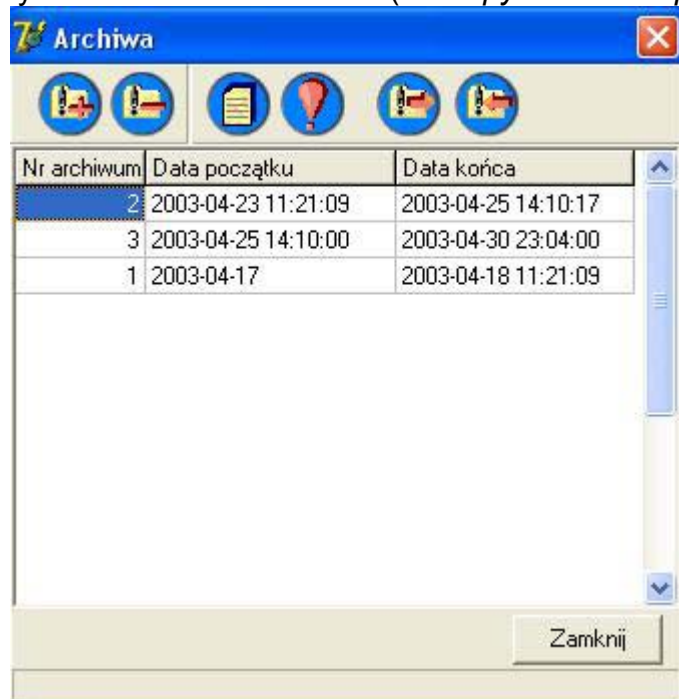 Archiwa
Nr archiwum Data początku Data końca
2 2003-04-23 11:21:09 2003-04-25 14:10:17
3 2003-04-25 14:10:00 2003-04-30 23:04:00
1 2003-04-17 2003-04-18 11:21:09
Zamknij